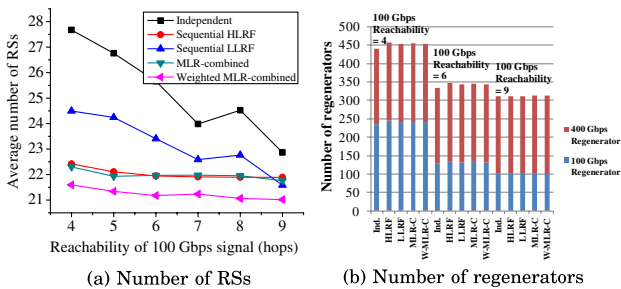 28
27
26
25
24
23
22
21
Average number of RSs
4 5 6 7 8 9
Reachability of 100 Gbps signal (hops)
Independent
Sequential HLRF
Sequential LLRF
MLR-combined
Weighted MLR-combined
(a) Number of RSs
500
450
400
350
300
250
200
150
100
50
0
Number of regenerators
100 Gbps
Reachability
= 4
100 Gbps
Reachability
= 6
100 Gbps
Reachability
= 9
Ind.
HLRF
LLRF
MLR-C
W-MLR-C
Ind.
HLRF
LLRF
MLR-C
W-MLR-C
Ind.
HLRF
LLRF
MLR-C
W-MLR-C
400 Gbps
Regenerator
100 Gbps
Regenerator
(b) Number of regenerators